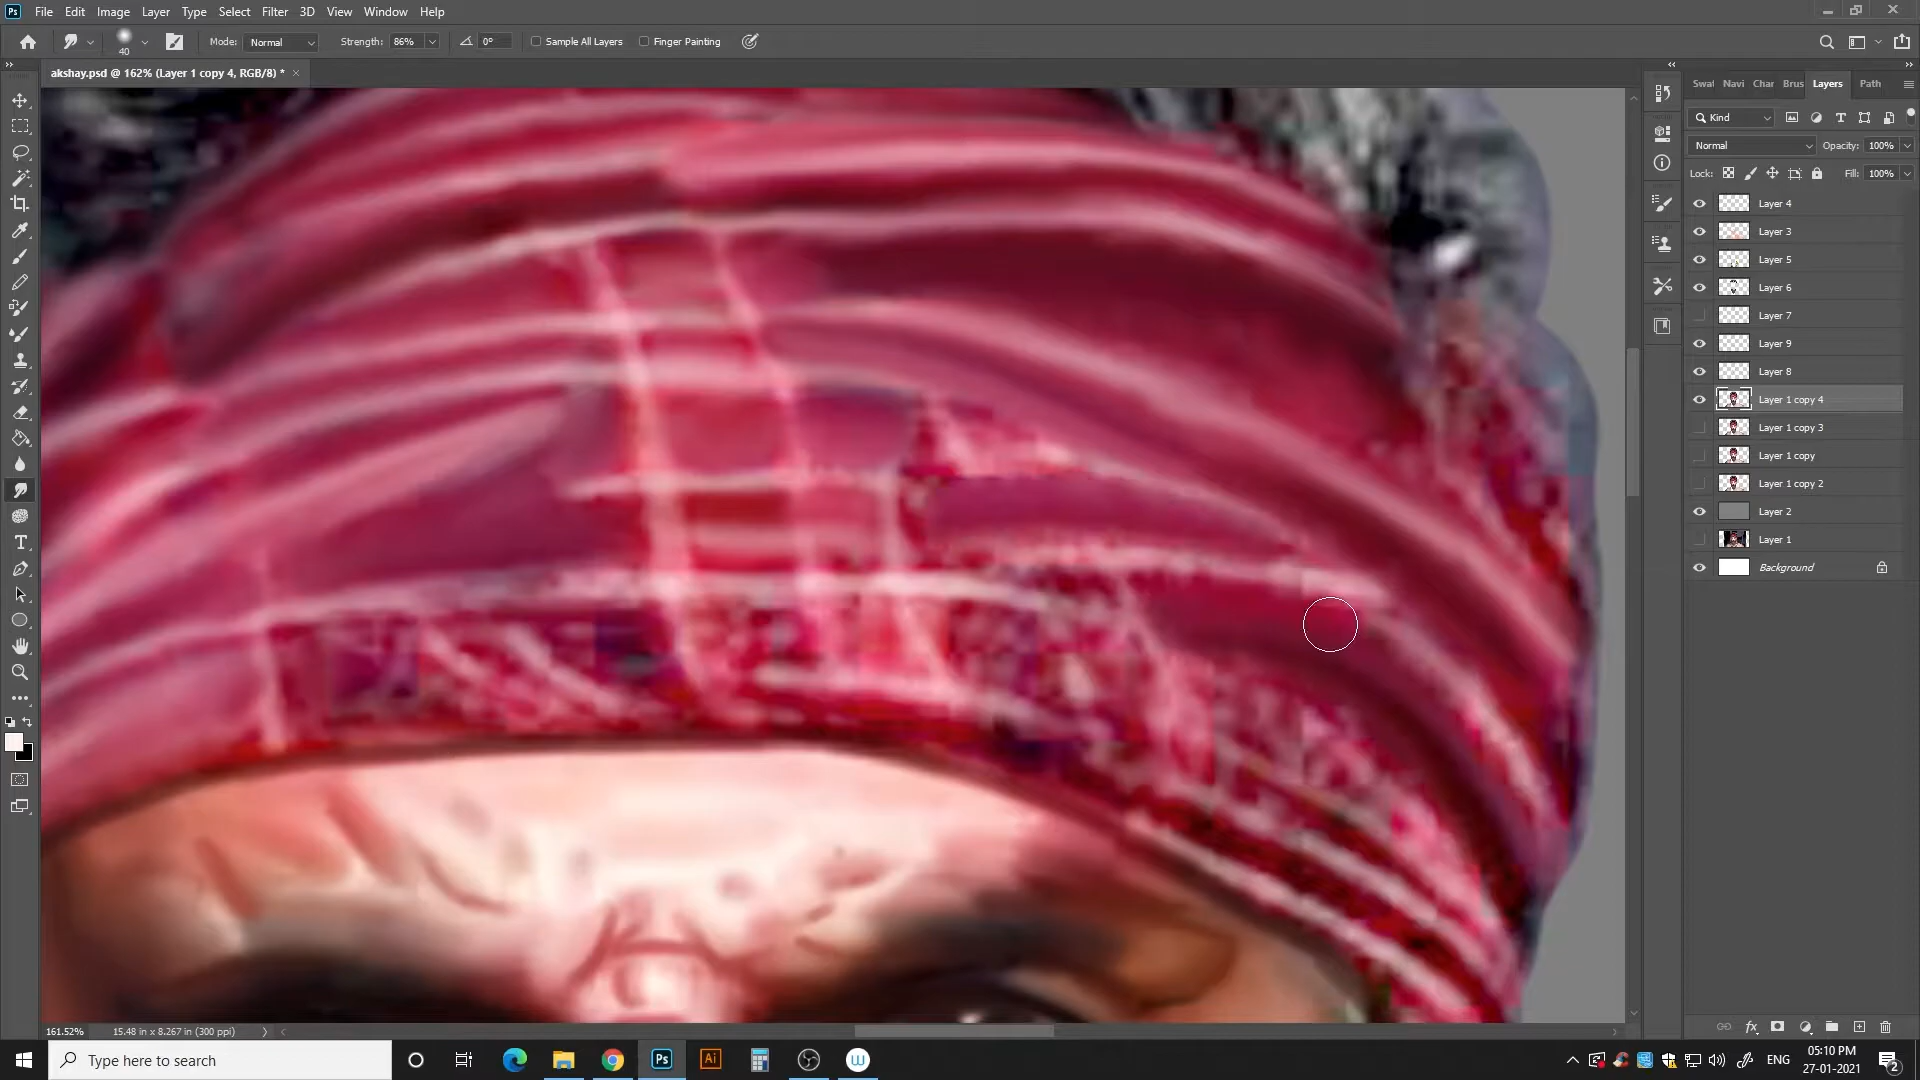 Ps File Edit Image Layer Type Select Filter 3D View Window Help
40 Mode: Normal Strength: 86% 0° Sample All Layers Finger Painting
akshay.psd @ 162% (Layer 1 copy 4, RGB/8) * ×
Swat Navi Char Brus Layers Path
Kind
Normal Opacity: 100%
Lock: Fill: 100%
Layer 4
Layer 3
Layer 5
Layer 6
Layer 7
Layer 9
Layer 8
Layer 1 copy 4
Layer 1 copy 3
Layer 1 copy
Layer 1 copy 2
Layer 2
Layer 1
Background
161.52% 15.48 in x 8.267 in (300 ppi)
Type here to search Ps Ai W ENG 05:10 PM
27-01-2021 2